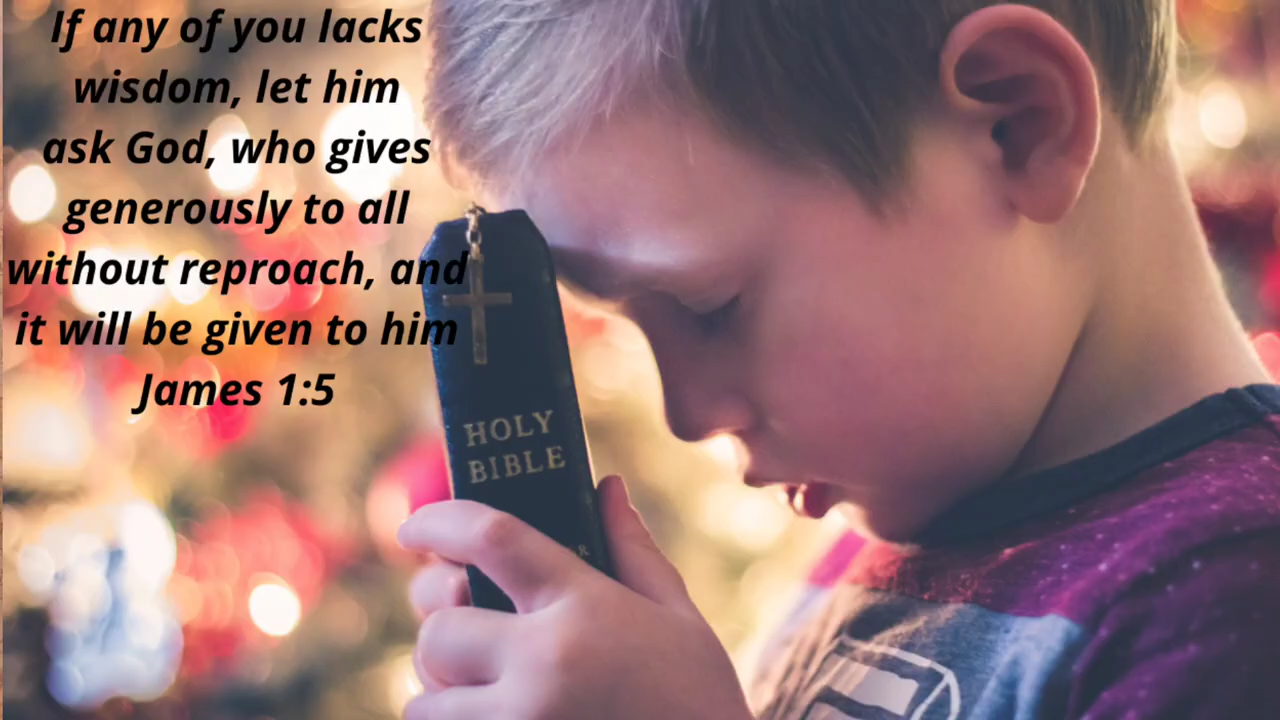 If any of you lacks
wisdom, let him
ask God, who gives
generously to all
without reproach, and
it will be given to him
James 1:5
HOLY
BIBLE